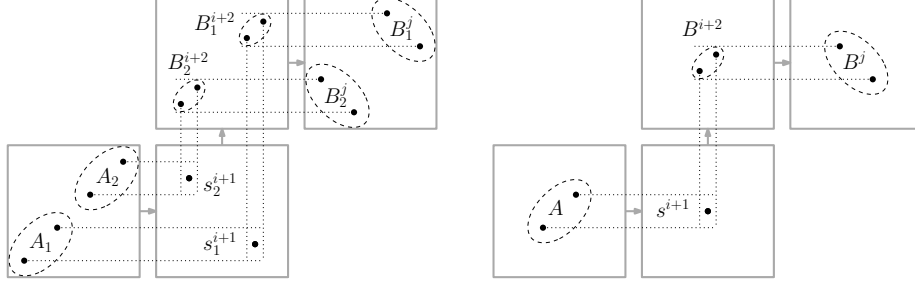 B_1^{i+2}
B_1^j
B_2^{i+2}
B_2^j
A_2
s_2^{i+1}
A_1
s_1^{i+1}
B^{i+2}
B^j
A
s^{i+1}